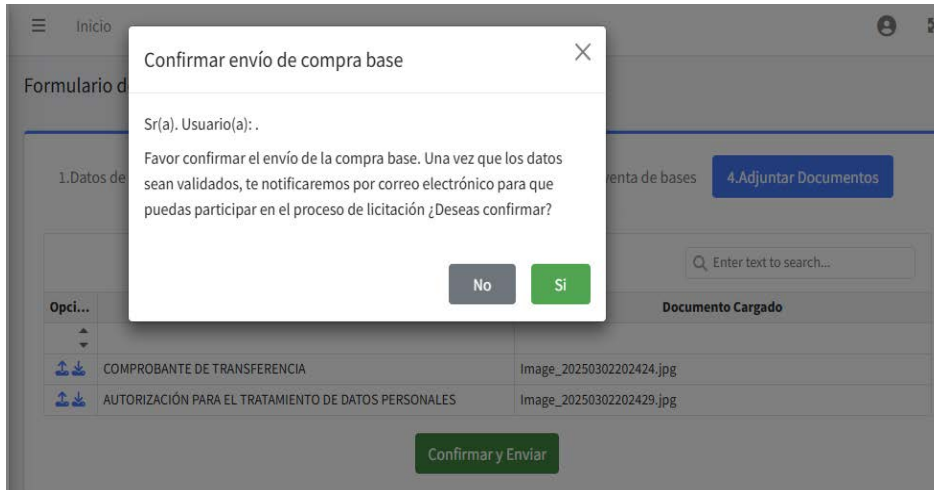 Inicio
Confirmar envío de compra base
Formulario d
Sr(a). Usuario(a): .
Favor confirmar el envío de la compra base. Una vez que los datos
sean validados, te notificaremos por correo electrónico para que
puedas participar en el proceso de licitación ¿Deseas confirmar?
1.Datos de
venta de bases
4.Adjuntar Documentos
No
Si
Enter text to search...
Opci...
Documento Cargado
COMPROBANTE DE TRANSFERENCIA
Image_20250302202424.jpg
AUTORIZACIÓN PARA EL TRATAMIENTO DE DATOS PERSONALES
Image_20250302202429.jpg
Confirmar y Enviar